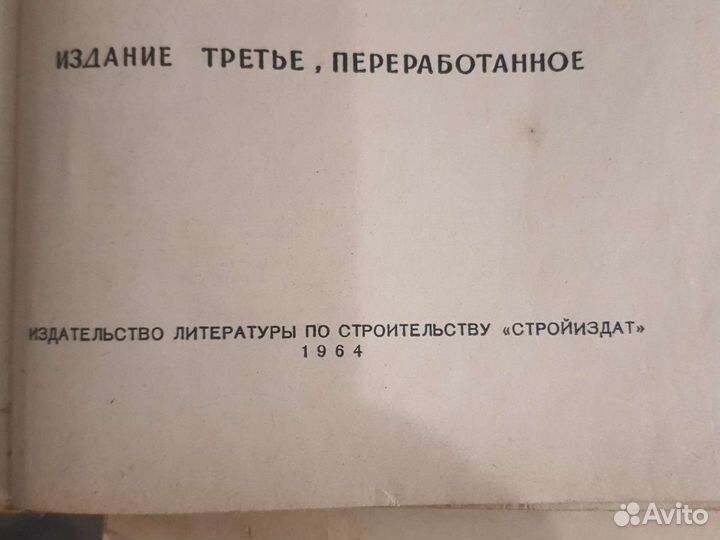 ИЗДАНИЕ ТРЕТЬЕ, ПЕРЕРАБОТАННОЕ
ИЗДАТЕЛЬСТВО ЛИТЕРАТУРЫ ПО СТРОИТЕЛЬСТВУ «СТРОЙИЗДАТ»
1964
Avito